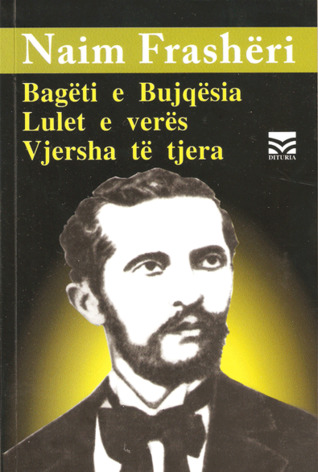 Naim Frashëri
Bagëti e Bujqësia
Lulet e verës
Vjersha të tjera
DITURIA